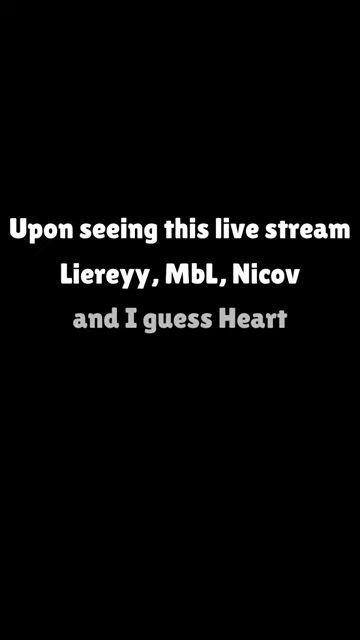 Upon seeing this live stream
Liereyy, MbL, Nicov
and I guess Heart